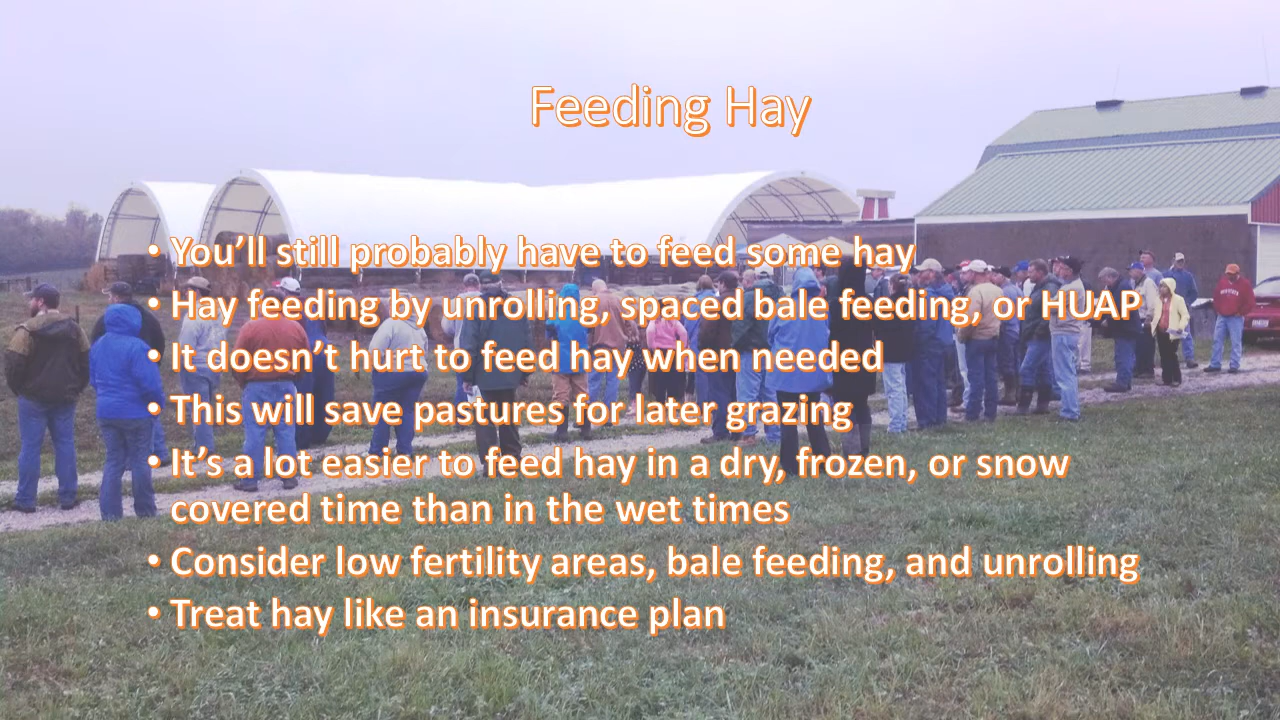 Feeding Hay
• You’ll still probably have to feed some hay
• Hay feeding by unrolling, spaced bale feeding, or HUAP
• It doesn’t hurt to feed hay when needed
• This will save pastures for later grazing
• It’s a lot easier to feed hay in a dry, frozen, or snow
covered time than in the wet times
• Consider low fertility areas, bale feeding, and unrolling
• Treat hay like an insurance plan